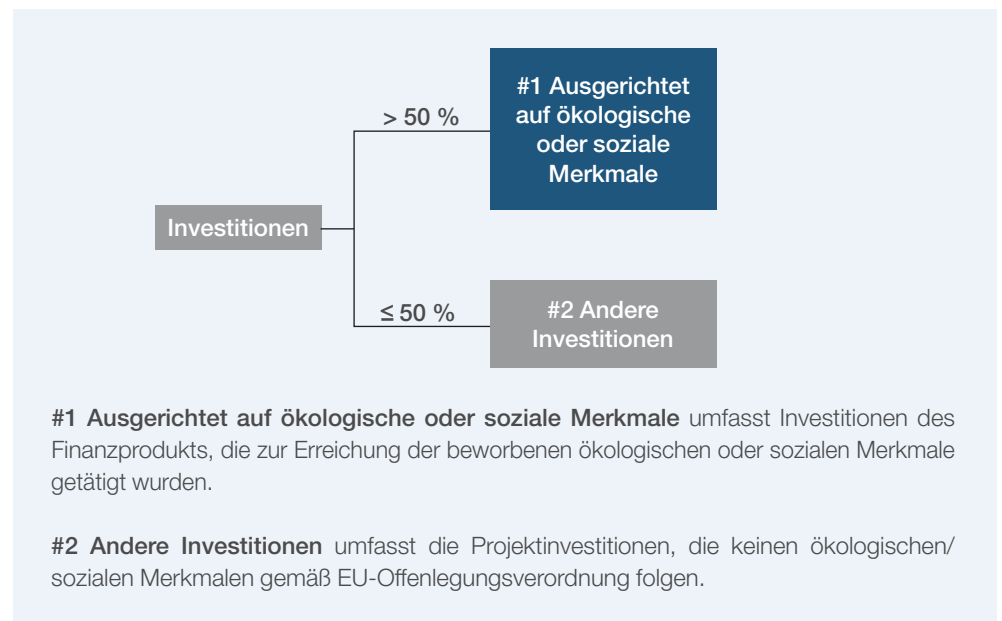 #1 Ausgerichtet
auf ökologische
oder soziale
Merkmale
> 50 %
Investitionen
≤ 50 %
#2 Andere
Investitionen
#1 Ausgerichtet auf ökologische oder soziale Merkmale umfasst Investitionen des
Finanzprodukts, die zur Erreichung der beworbenen ökologischen oder sozialen Merkmale
getätigt wurden.
#2 Andere Investitionen umfasst die Projektinvestitionen, die keinen ökologischen/
sozialen Merkmalen gemäß EU-Offenlegungsverordnung folgen.